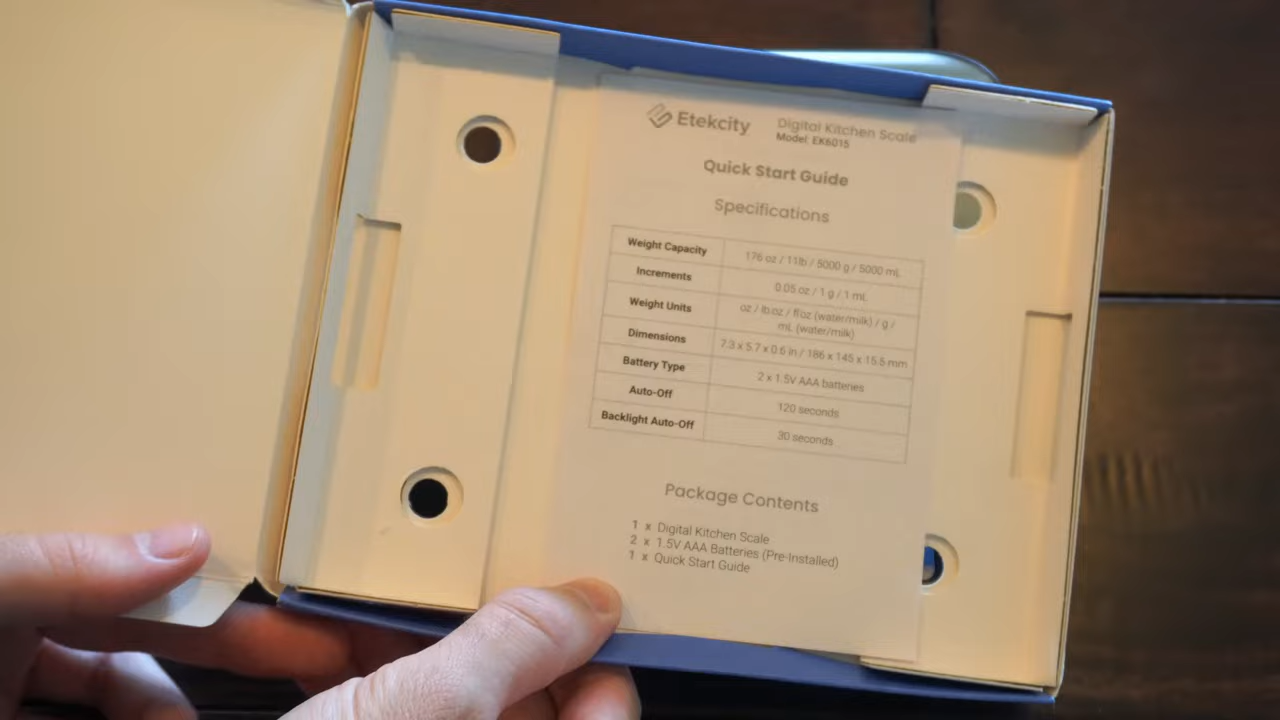 Etekcity Digital Kitchen Scale
Model: EK6015
Quick Start Guide
Specifications
Weight Capacity 176 oz / 11lb / 5000 g / 5000 mL
Increments 0.05 oz / 1 g / 1 mL
Weight Units oz / lb:oz / fl'oz (water/milk) / g /
mL (water/milk)
Dimensions 7.3 x 5.7 x 0.6 in / 186 x 145 x 15.5 mm
Battery Type 2 x 1.5V AAA batteries
Auto-Off 120 seconds
Backlight Auto-Off 30 seconds
Package Contents
1 x Digital Kitchen Scale
2 x 1.5V AAA Batteries (Pre-Installed)
1 x Quick Start Guide